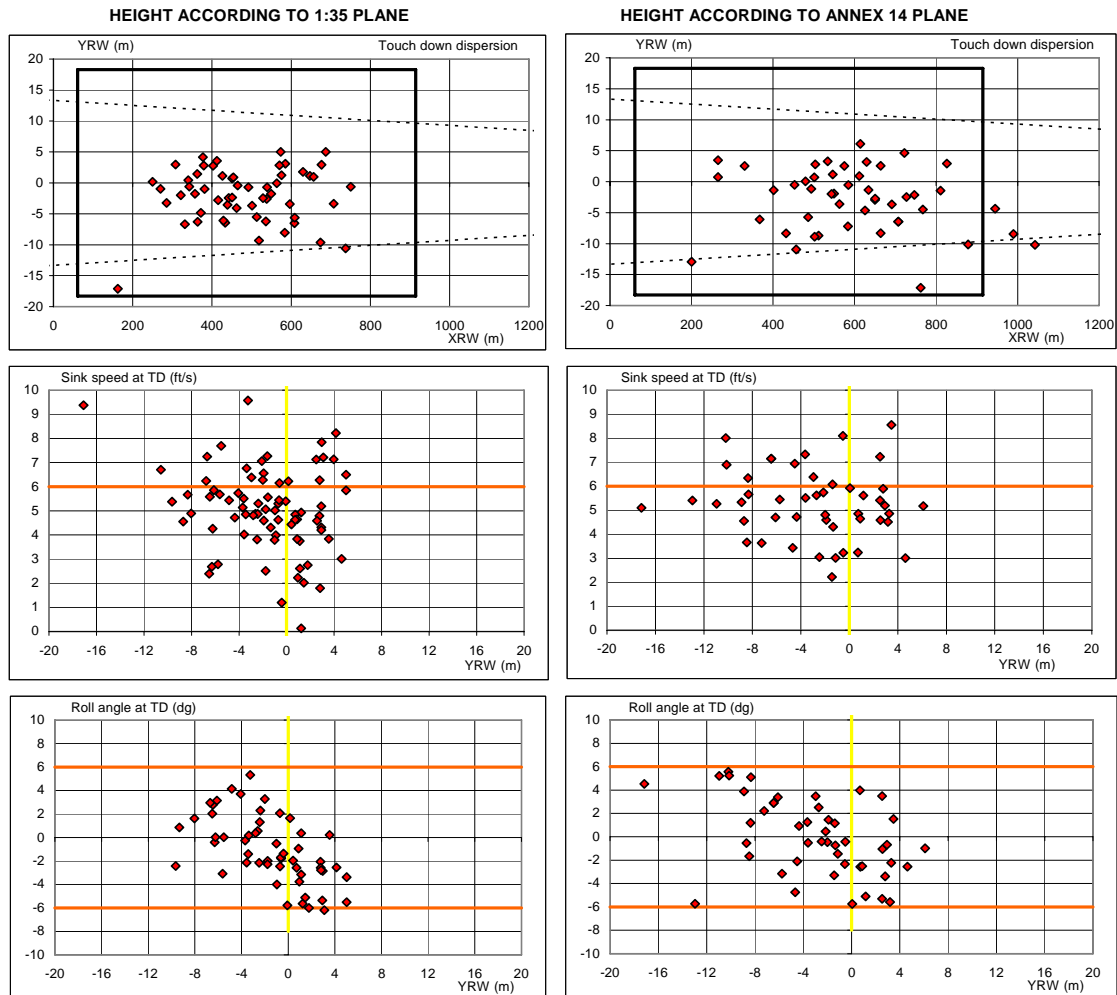 HEIGHT ACCORDING TO 1:35 PLANE
HEIGHT ACCORDING TO ANNEX 14 PLANE
YRW (m)
Touch down dispersion
20
15
10
5
0
-5
-10
-15
-20
0 200 400 600 800 1000 1200
XRW (m)
YRW (m)
Touch down dispersion
20
15
10
5
0
-5
-10
-15
-20
0 200 400 600 800 1000 1200
XRW (m)
Sink speed at TD (ft/s)
10
9
8
7
6
5
4
3
2
1
0
-20 -16 -12 -8 -4 0 4 8 12 16 20
YRW (m)
Sink speed at TD (ft/s)
10
9
8
7
6
5
4
3
2
1
0
-20 -16 -12 -8 -4 0 4 8 12 16 20
YRW (m)
Roll angle at TD (dg)
10
8
6
4
2
0
-2
-4
-6
-8
-10
-20 -16 -12 -8 -4 0 4 8 12 16 20
YRW (m)
Roll angle at TD (dg)
10
8
6
4
2
0
-2
-4
-6
-8
-10
-20 -16 -12 -8 -4 0 4 8 12 16 20
YRW (m)